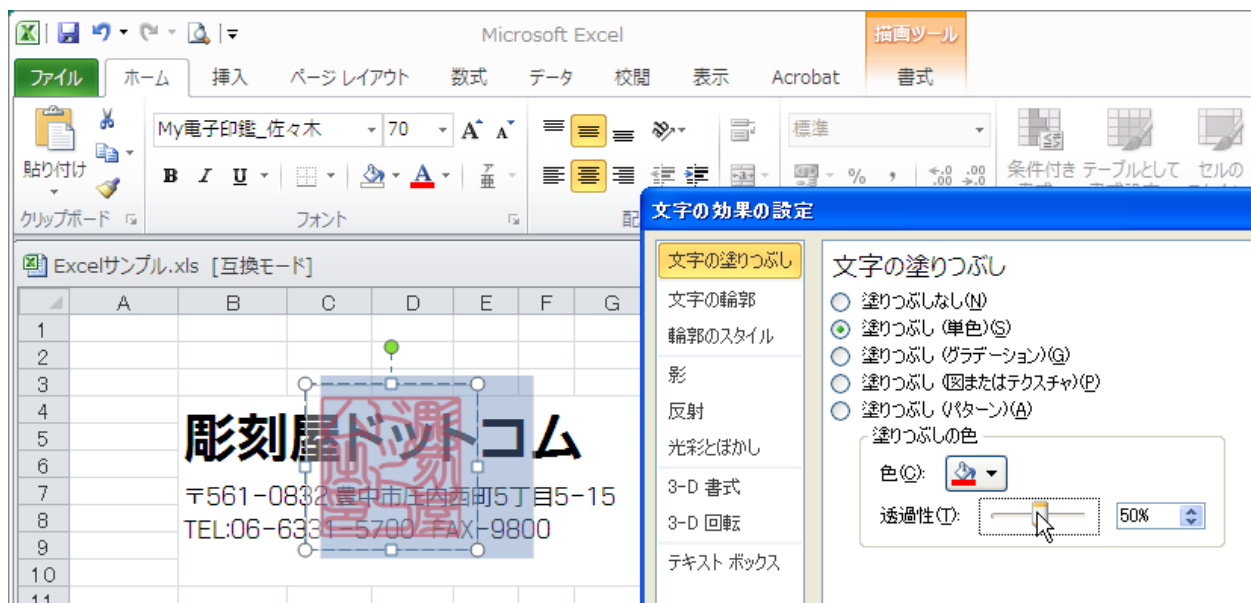 Microsoft Excel
描画ツール
ファイル ホーム 挿入 ページ レイアウト 数式 データ 校閲 表示 Acrobat 書式
My電子印鑑_佐々木 70 A A 標準
貼り付け B I U A ア亜 % , .0 .00 .00 .0 条件付き テーブルとして セルの
クリップボード フォント 配
文字の効果の設定
Excelサンプル.xls [互換モード]
A B C D E F G
1
2
3
4
5
6
7
8
9
10
11
彫刻屋ドットコム
〒561-0832 豊中市庄内西町5丁目5-15
TEL:06-6331-5700 FAX-9800
文字の塗りつぶし
文字の輪郭
輪郭のスタイル
影
反射
光彩とぼかし
3-D 書式
3-D 回転
テキスト ボックス
文字の塗りつぶし
塗りつぶしなし(N)
塗りつぶし (単色)(S)
塗りつぶし (グラデーション)(G)
塗りつぶし (図またはテクスチャ)(P)
塗りつぶし (パターン)(A)
塗りつぶしの色
色(C):
透過性(T): 50%